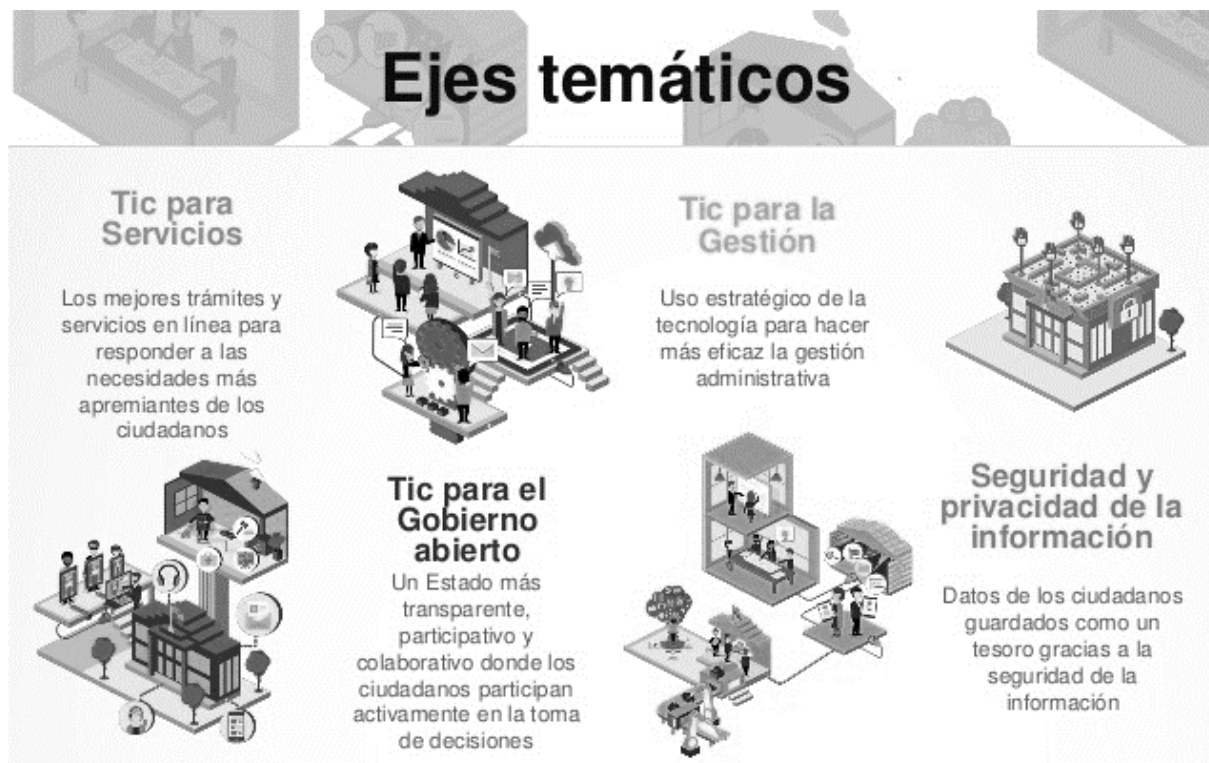 Ejes temáticos
Tic para
Servicios
Los mejores trámites y
servicios en línea para
responder a las
necesidades más
apremiantes de los
ciudadanos
Tic para el
Gobierno
abierto
Un Estado más
transparente,
participativo y
colaborativo donde los
ciudadanos participan
activamente en la toma
de decisiones
Tic para la
Gestión
Uso estratégico de la
tecnología para hacer
más eficaz la gestión
administrativa
Seguridad y
privacidad de la
información
Datos de los ciudadanos
guardados como un
tesoro gracias a la
seguridad de la
información